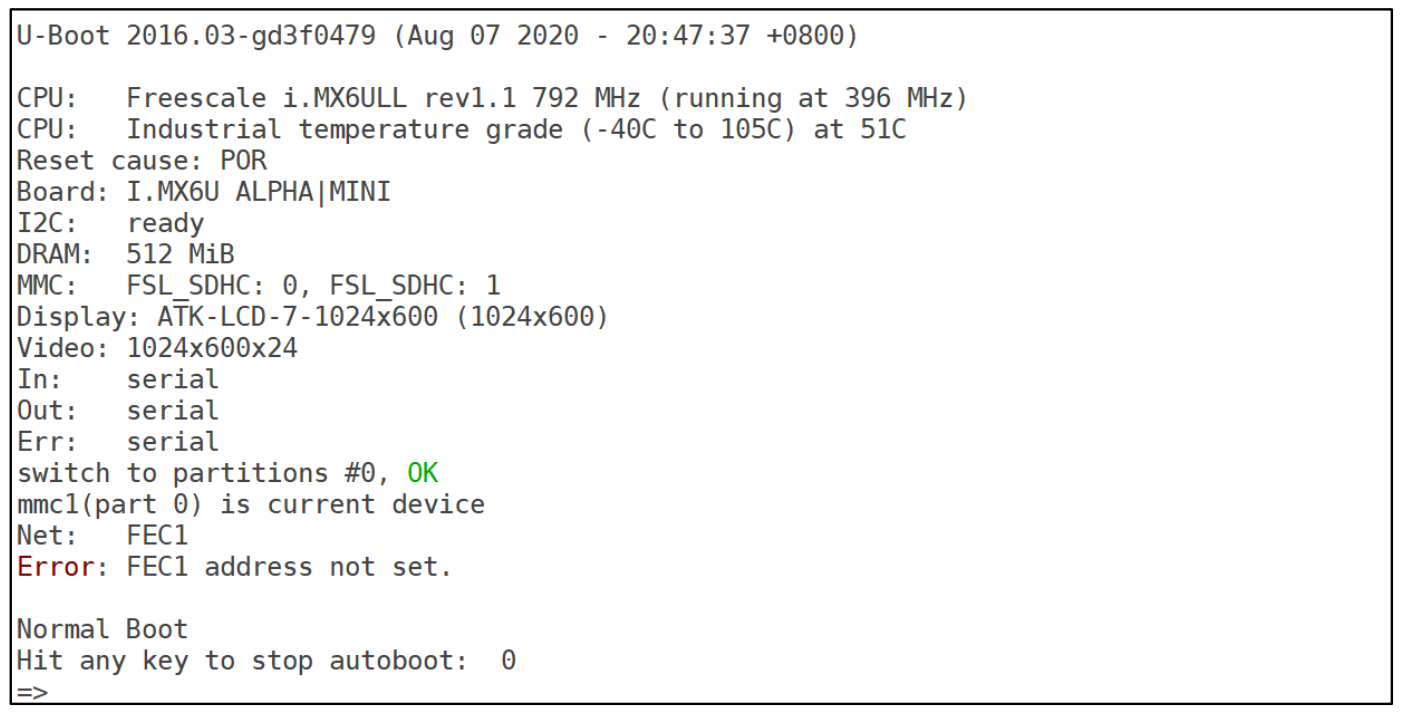 U-Boot 2016.03-gd3f0479 (Aug 07 2020 - 20:47:37 +0800)
CPU:   Freescale i.MX6ULL rev1.1 792 MHz (running at 396 MHz)
CPU:   Industrial temperature grade (-40C to 105C) at 51C
Reset cause: POR
Board: I.MX6U ALPHA|MINI
I2C:   ready
DRAM:  512 MiB
MMC:   FSL_SDHC: 0, FSL_SDHC: 1
Display: ATK-LCD-7-1024x600 (1024x600)
Video: 1024x600x24
In:    serial
Out:   serial
Err:   serial
switch to partitions #0, OK
mmc1(part 0) is current device
Net:   FEC1
Error: FEC1 address not set.
Normal Boot
Hit any key to stop autoboot:  0
=>